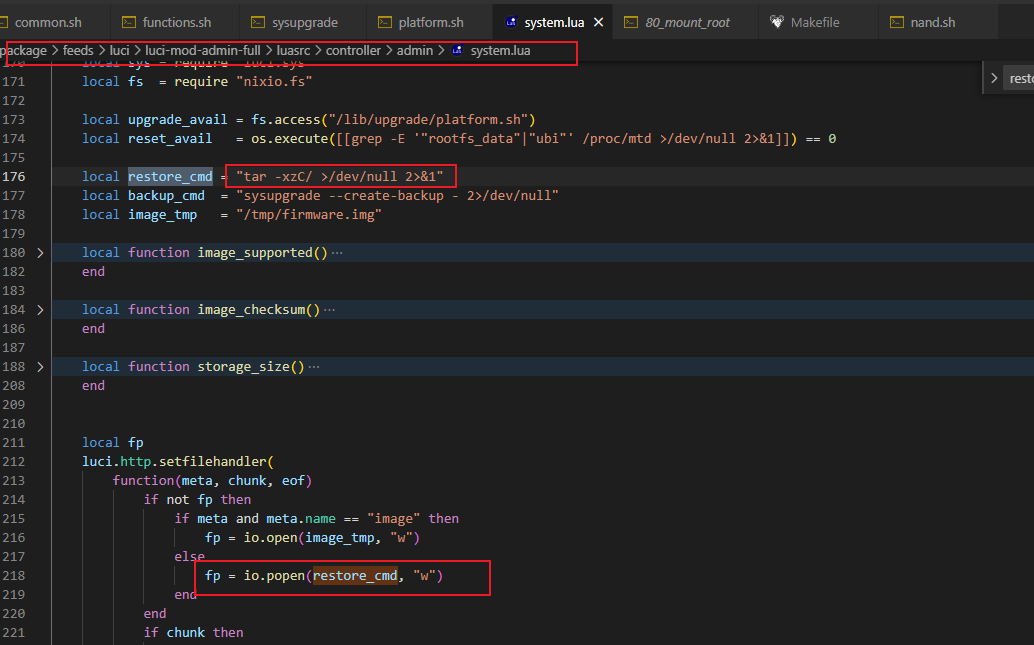 common.sh functions.sh sysupgrade platform.sh system.lua 80_mount_root Makefile nand.sh
package > feeds > luci > luci-mod-admin-full > luasrc > controller > admin > system.lua
170 local sys = require "luci.sys"
171 local fs = require "nixio.fs"
172
173 local upgrade_avail = fs.access("/lib/upgrade/platform.sh")
174 local reset_avail = os.execute([[grep -E '"rootfs_data"|"ubi"' /proc/mtd >/dev/null 2>&1]]) == 0
175
176 local restore_cmd = "tar -xzC/ >/dev/null 2>&1"
177 local backup_cmd = "sysupgrade --create-backup - 2>/dev/null"
178 local image_tmp = "/tmp/firmware.img"
179
180 > local function image_supported() ···
182 end
183
184 > local function image_checksum() ···
186 end
187
188 > local function storage_size() ···
208 end
209
210
211 local fp
212 luci.http.setfilehandler(
213 function(meta, chunk, eof)
214 if not fp then
215 if meta and meta.name == "image" then
216 fp = io.open(image_tmp, "w")
217 else
218 fp = io.popen(restore_cmd, "w")
219 end
220 end
221 if chunk then
> resto